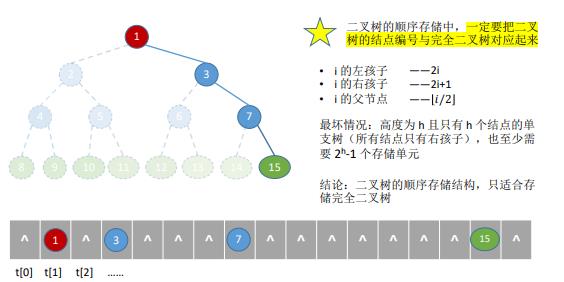 1
2
3
4
5
6
7
8
9
10
11
12
13
14
15
二叉树的顺序存储中，一定要把二叉
树的结点编号与完全二叉树对应起来
• i 的左孩子 ——2i
• i 的右孩子 ——2i+1
• i 的父节点 ——⌊i/2⌋
最坏情况：高度为 h 且只有 h 个结点的单
支树（所有结点只有右孩子），也至少需
要 2ʰ-1 个存储单元
结论：二叉树的顺序存储结构，只适合存
储完全二叉树
^ 1 ^ 3 ^ ^ ^ 7 ^ ^ ^ ^ ^ ^ ^ 15 ^
t[0] t[1] t[2] ……